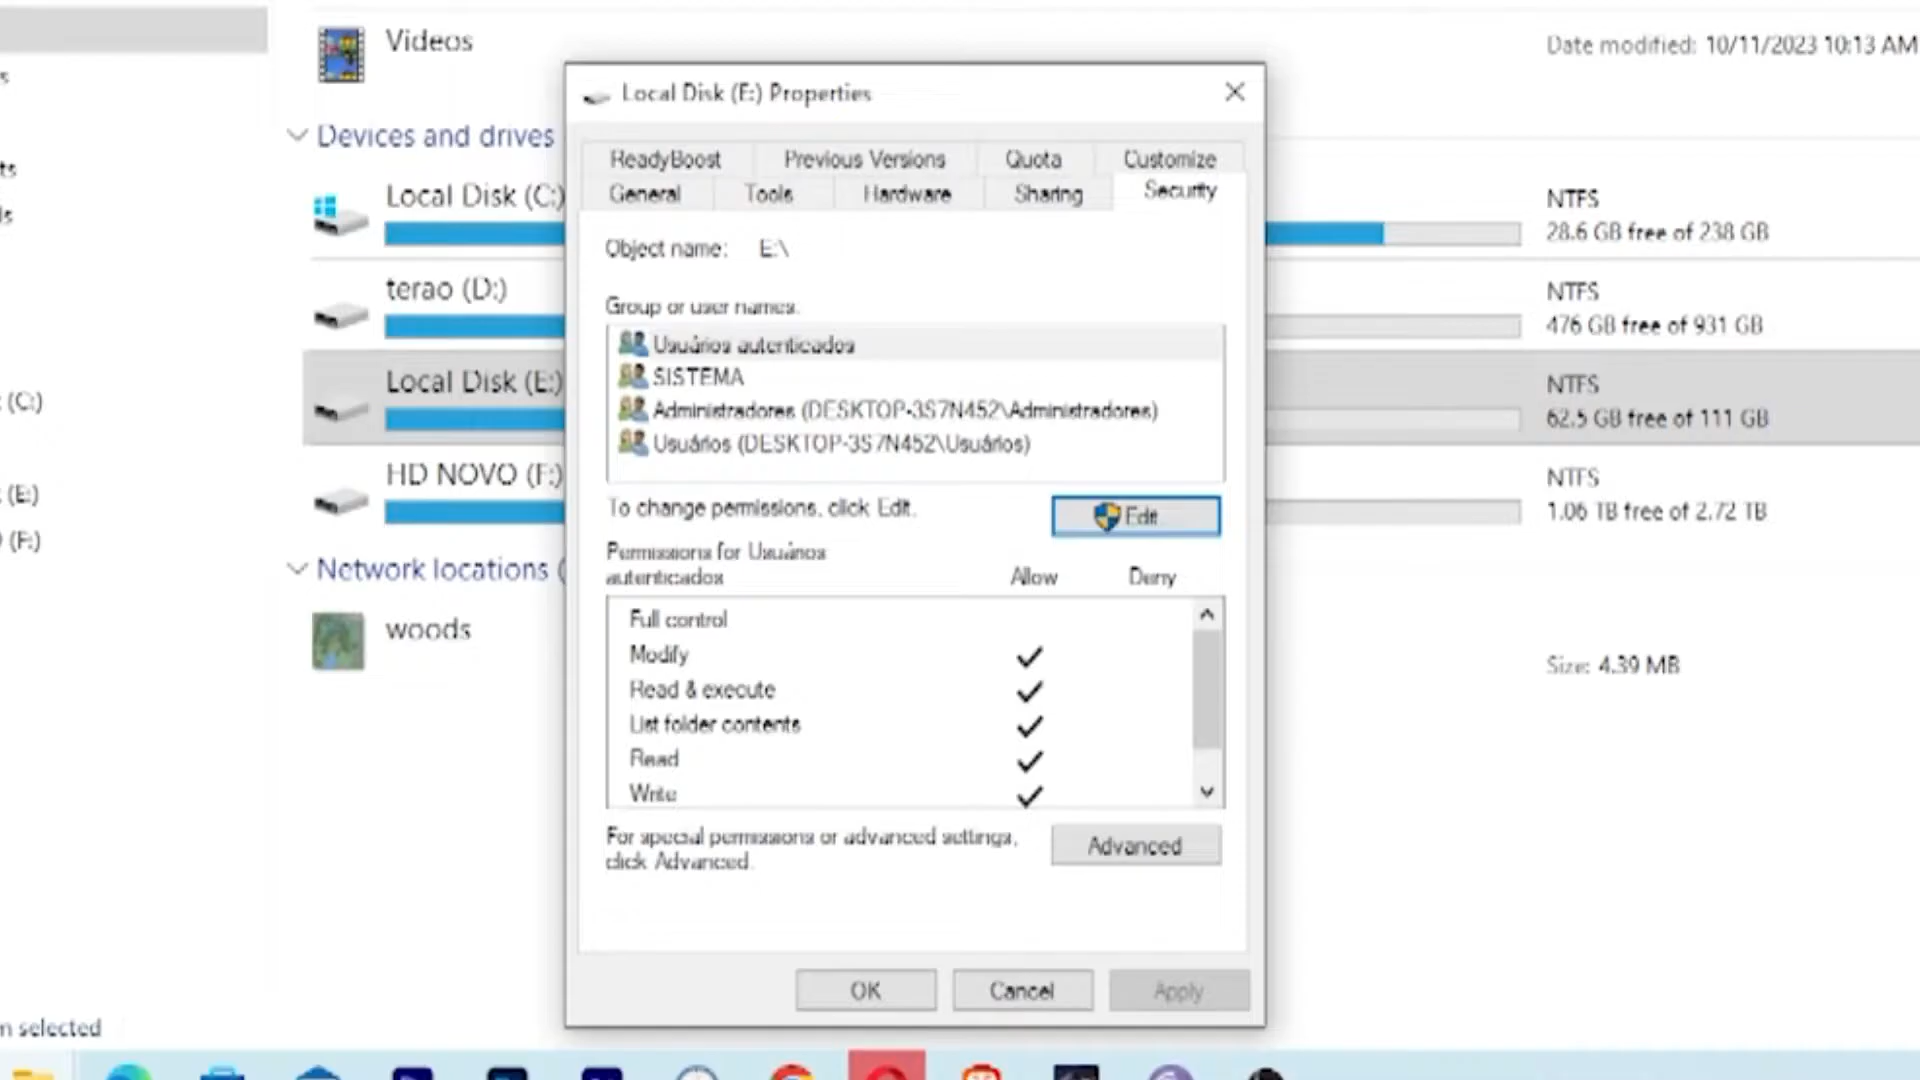 Videos
Date modified: 10/11/2023 10:13 AM
Local Disk (E:) Properties
Devices and drives
ReadyBoost Previous Versions Quota Customize
General Tools Hardware Sharing Security
Local Disk (C:)
NTFS
28.6 GB free of 238 GB
Object name: E:\
terao (D:)
NTFS
476 GB free of 931 GB
Group or user names:
Usuários autenticados
SISTEMA
Administradores (DESKTOP-3S7N452\Administradores)
Usuários (DESKTOP-3S7N452\Usuários)
Local Disk (E:)
NTFS
62.5 GB free of 111 GB
(C:)
HD NOVO (F:)
NTFS
1.06 TB free of 2.72 TB
(E:)
(F:)
To change permissions, click Edit.
Edit...
Permissions for Usuários
autenticados Allow Deny
Network locations (
woods
Size: 4.39 MB
Full control
Modify
Read & execute
List folder contents
Read
Write
For special permissions or advanced settings,
click Advanced.
Advanced
OK Cancel Apply
selected